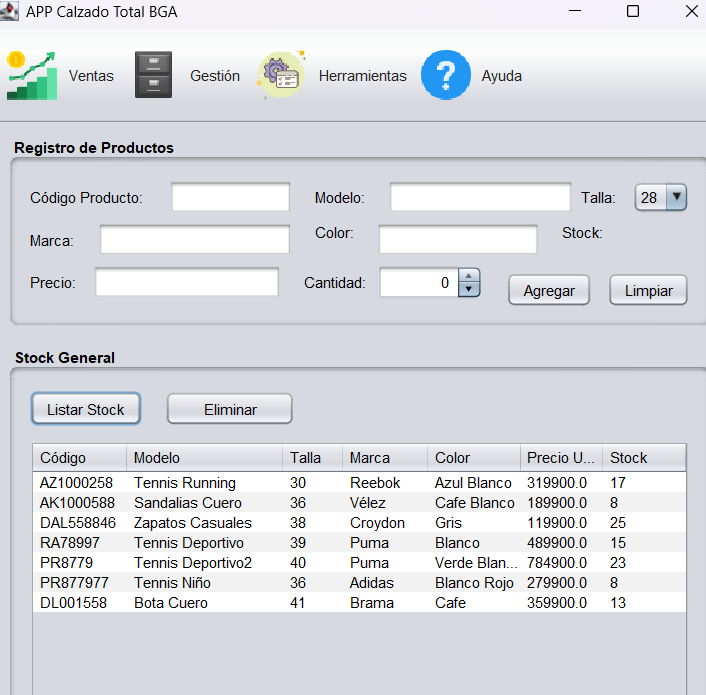 APP Calzado Total BGA
Ventas Gestión Herramientas Ayuda
Registro de Productos
Código Producto: Modelo: Talla: 28
Marca: Color: Stock:
Precio: Cantidad: 0 Agregar Limpiar
Stock General
Listar Stock Eliminar
Código Modelo Talla Marca Color Precio U... Stock
AZ1000258 Tennis Running 30 Reebok Azul Blanco 319900.0 17
AK1000588 Sandalias Cuero 36 Vélez Cafe Blanco 189900.0 8
DAL558846 Zapatos Casuales 38 Croydon Gris 119900.0 25
RA78997 Tennis Deportivo 39 Puma Blanco 489900.0 15
PR8779 Tennis Deportivo2 40 Puma Verde Blan... 784900.0 23
PR877977 Tennis Niño 36 Adidas Blanco Rojo 279900.0 8
DL001558 Bota Cuero 41 Brama Cafe 359900.0 13